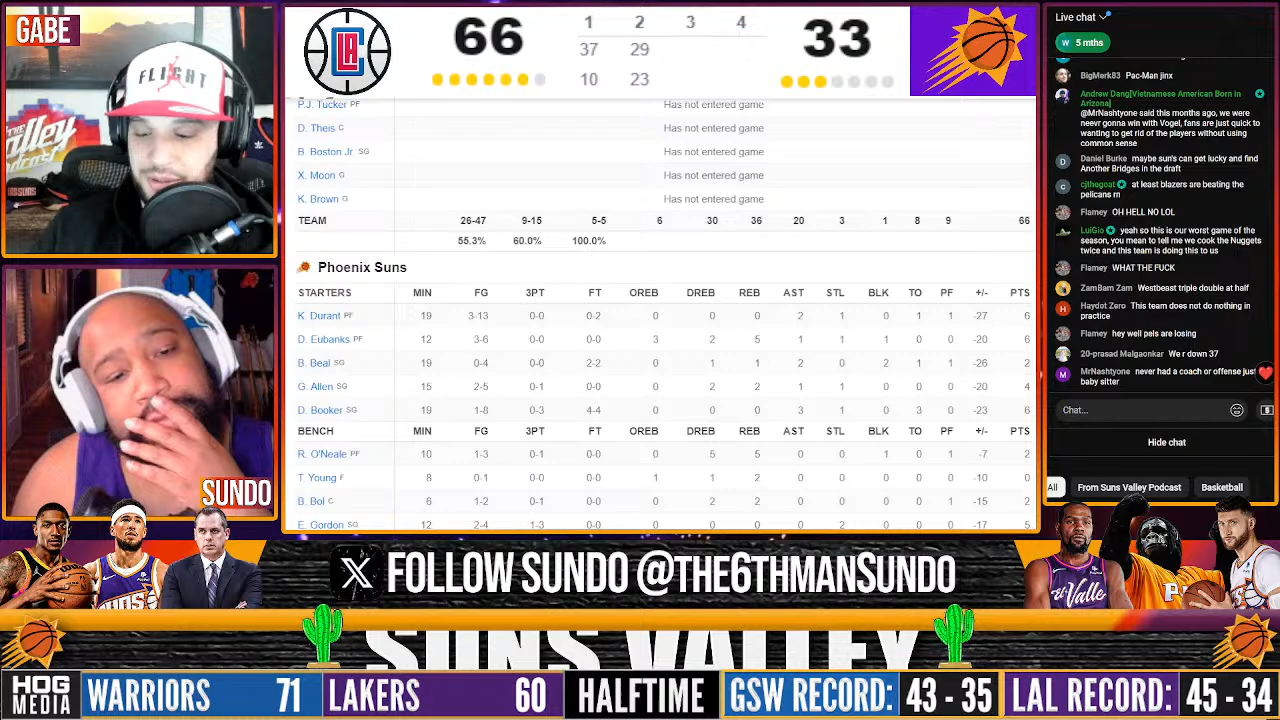 GABE
FLIGHT
SUNDO
LA
66
1 2 3 4
37 29
10 23
33
P.J. Tucker PF Has not entered game
D. Theis C Has not entered game
B. Boston Jr. SG Has not entered game
X. Moon G Has not entered game
K. Brown G Has not entered game
TEAM 26-47 9-15 5-5 6 30 36 20 3 1 8 9 66
55.3% 60.0% 100.0%
Phoenix Suns
STARTERS MIN FG 3PT FT OREB DREB REB AST STL BLK TO PF +/- PTS
K. Durant PF 19 3-13 0-0 0-2 0 0 0 2 1 0 1 1 -27 6
D. Eubanks PF 12 3-6 0-0 0-0 3 2 5 1 1 1 0 0 -20 6
B. Beal SG 19 0-4 0-0 2-2 0 1 1 2 0 2 1 1 -26 2
G. Allen SG 15 2-5 0-1 0-0 0 2 2 1 1 0 0 0 -20 4
D. Booker SG 19 1-8 0-3 4-4 0 0 0 3 1 0 3 0 -23 6
BENCH MIN FG 3PT FT OREB DREB REB AST STL BLK TO PF +/- PTS
R. O'Neale PF 10 1-3 0-1 0-0 0 5 5 0 0 1 0 1 -7 2
T. Young F 8 0-1 0-0 0-0 1 1 2 0 0 0 0 0 -10 0
B. Bol C 6 1-2 0-1 0-0 0 2 2 0 0 0 0 0 -15 2
E. Gordon SG 12 2-4 1-3 0-0 0 0 0 0 2 0 0 0 -17 5
Live chat
W 5 mths
BigMerk83 Pac-Man jinx
Andrew Dang[Vietnamese American Born in
Arizona]
@MrNashtyone said this months ago, we were
neevr gonna win with Vogel, fans are just quick to
wanting to get rid of the players without using
common sense
D Daniel Burke maybe sun's can get lucky and find
Another Bridges in the draft
c cjthegoat at least blazers are beating the
pelicans rn
Flamey OH HELL NO LOL
LuiGio yeah so this is our worst game of the
season, you mean to tell me we cook the Nuggets
twice and this team is doing this to us
Flamey WHAT THE FUCK
ZamBam Zam Westbeast triple double at half
H Haydot Zero This team does not do nothing in
practice
Flamey hey well pels are losing
20-prasad Malgaonkar We r down 37
M MrNashtyone never had a coach or offense just
baby sitter
Chat...
Hide chat
All From Suns Valley Podcast Basketball
X FOLLOW SUNDO @THE6THMANSUNDO
SUNS VALLEY
HOG
MEDIA
WARRIORS 71 LAKERS 60 HALFTIME GSW RECORD: 43 - 35 LAL RECORD: 45 - 34